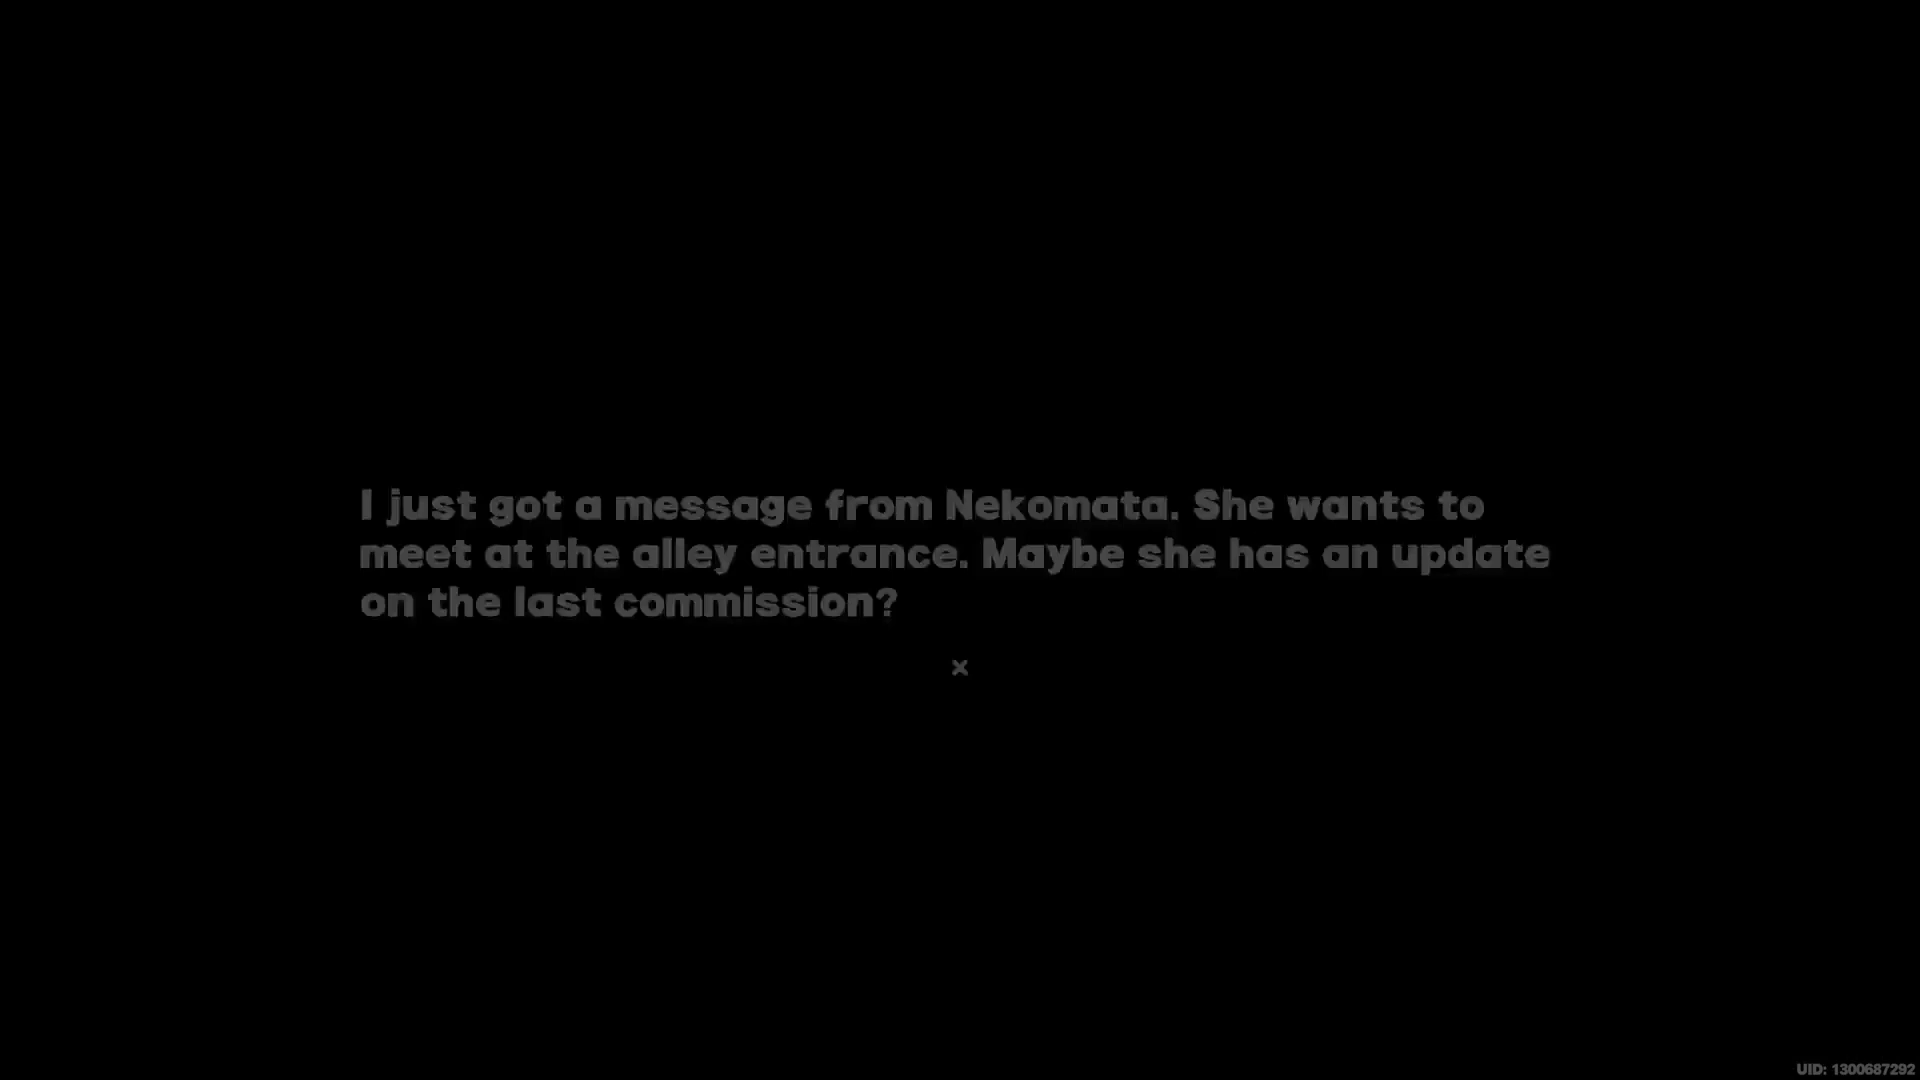 I just got a message from Nekomata. She wants to
meet at the alley entrance. Maybe she has an update
on the last commission?
UID: 1300687292